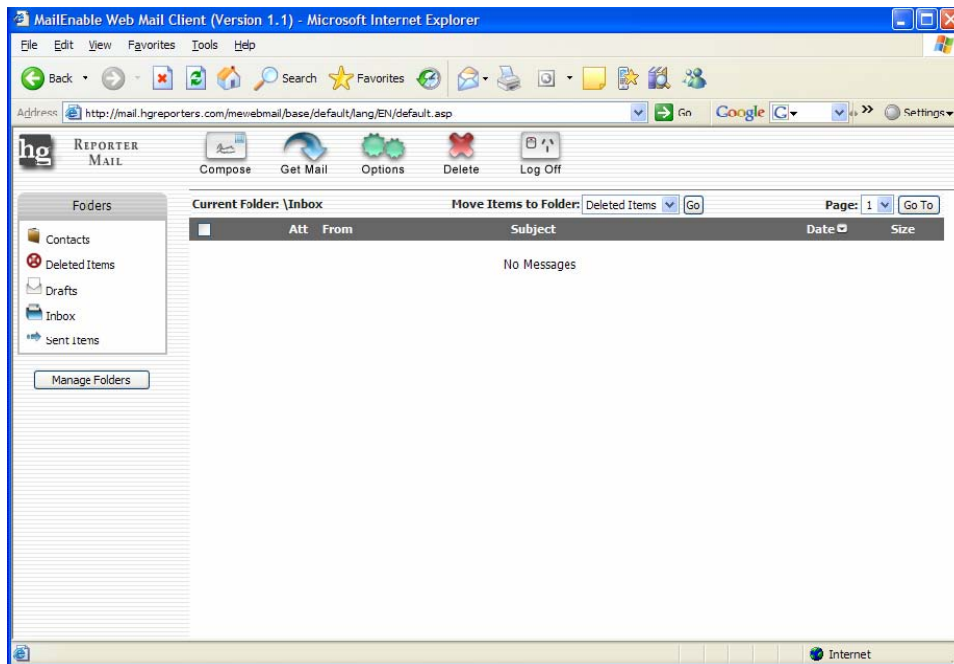 MailEnable Web Mail Client (Version 1.1) - Microsoft Internet Explorer
File Edit View Favorites Tools Help
Back Search Favorites
Address http://mail.hgreporters.com/mewebmail/base/default/lang/EN/default.asp Go Google G Settings
hg REPORTER MAIL
Compose Get Mail Options Delete Log Off
Folders
Current Folder: \Inbox Move Items to Folder: Deleted Items Go Page: 1 Go To
Att From Subject Date Size
No Messages
Contacts
Deleted Items
Drafts
Inbox
Sent Items
Manage Folders
Internet